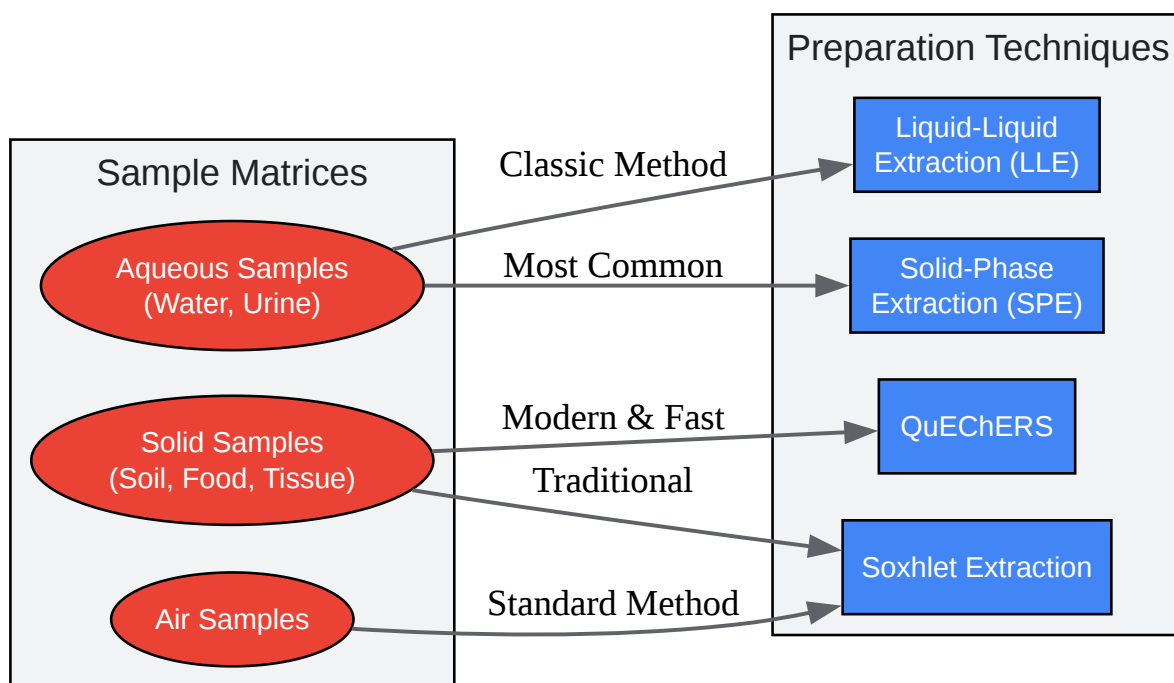 Sample Matrices
Aqueous Samples
(Water, Urine)
Solid Samples
(Soil, Food, Tissue)
Air Samples
Classic Method
Most Common
Modern & Fast
Traditional
Standard Method
Preparation Techniques
Liquid-Liquid
Extraction (LLE)
Solid-Phase
Extraction (SPE)
QuEChERS
Soxhlet Extraction